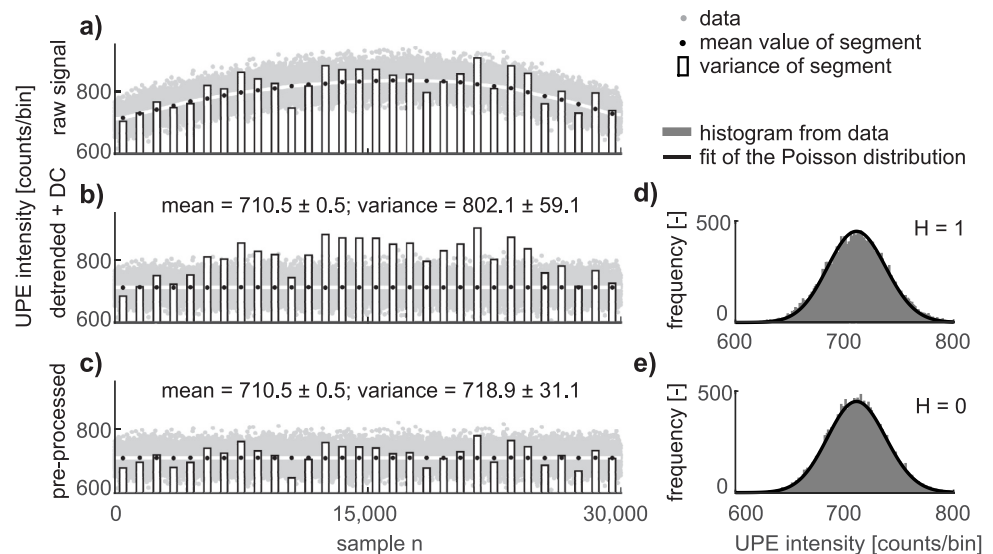 a)
data
mean value of segment
variance of segment
raw signal
800
600
histogram from data
fit of the Poisson distribution
UPE intensity [counts/bin]
b)
mean = 710.5 ± 0.5; variance = 802.1 ± 59.1
detrended + DC
800
600
d)
H = 1
frequency [-]
500
0
600
700
800
c)
mean = 710.5 ± 0.5; variance = 718.9 ± 31.1
pre-processed
800
600
0
15,000
30,000
sample n
e)
H = 0
frequency [-]
500
0
600
700
800
UPE intensity [counts/bin]